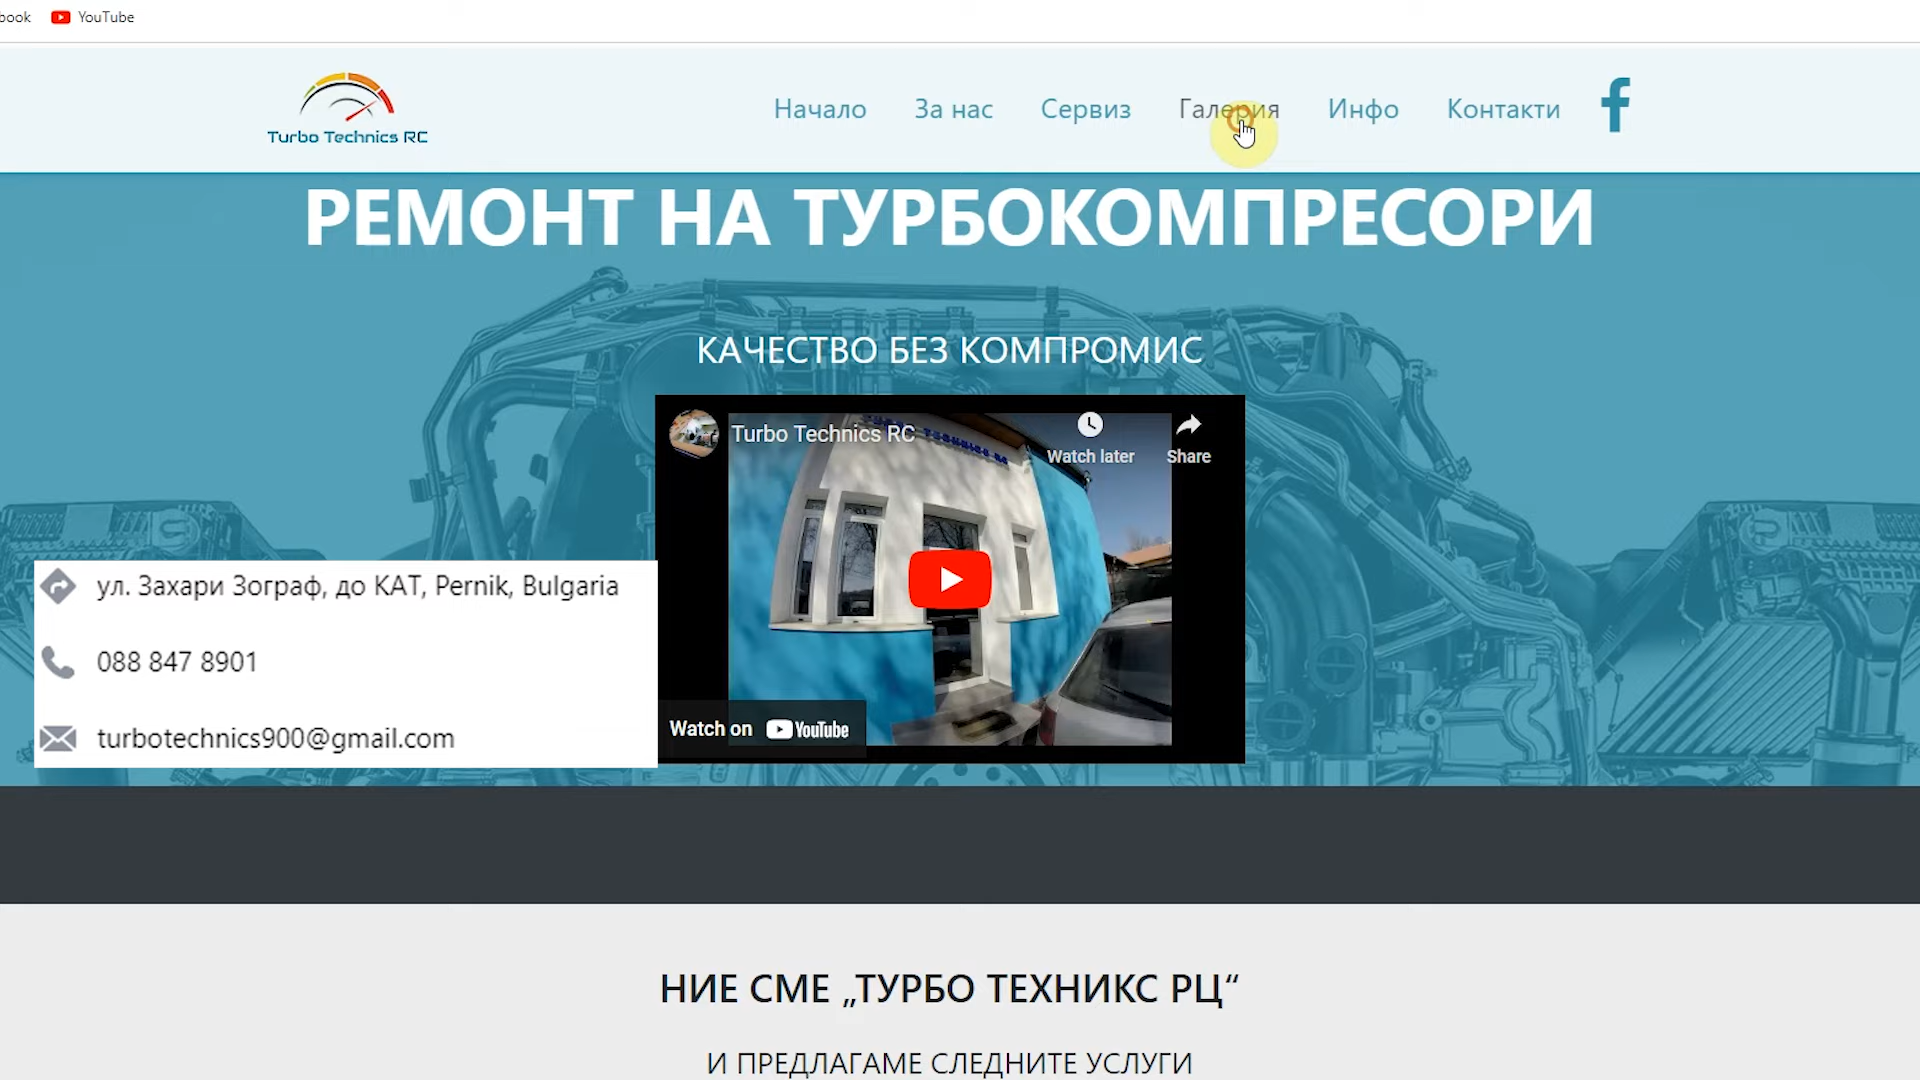 YouTube
Turbo Technics RC
Начало За нас Сервиз Галерия Инфо Контакти
РЕМОНТ НА ТУРБОКОМПРЕСОРИ
КАЧЕСТВО БЕЗ КОМПРОМИС
Turbo Technics RC
Watch later
Share
TECHNICS RC
ул. Захари Зограф, до КАТ, Pernik, Bulgaria
088 847 8901
turbotechnics900@gmail.com
Watch on YouTube
НИЕ СМЕ „ТУРБО ТЕХНИКС РЦ“
И ПРЕДЛАГАМЕ СЛЕДНИТЕ УСЛУГИ